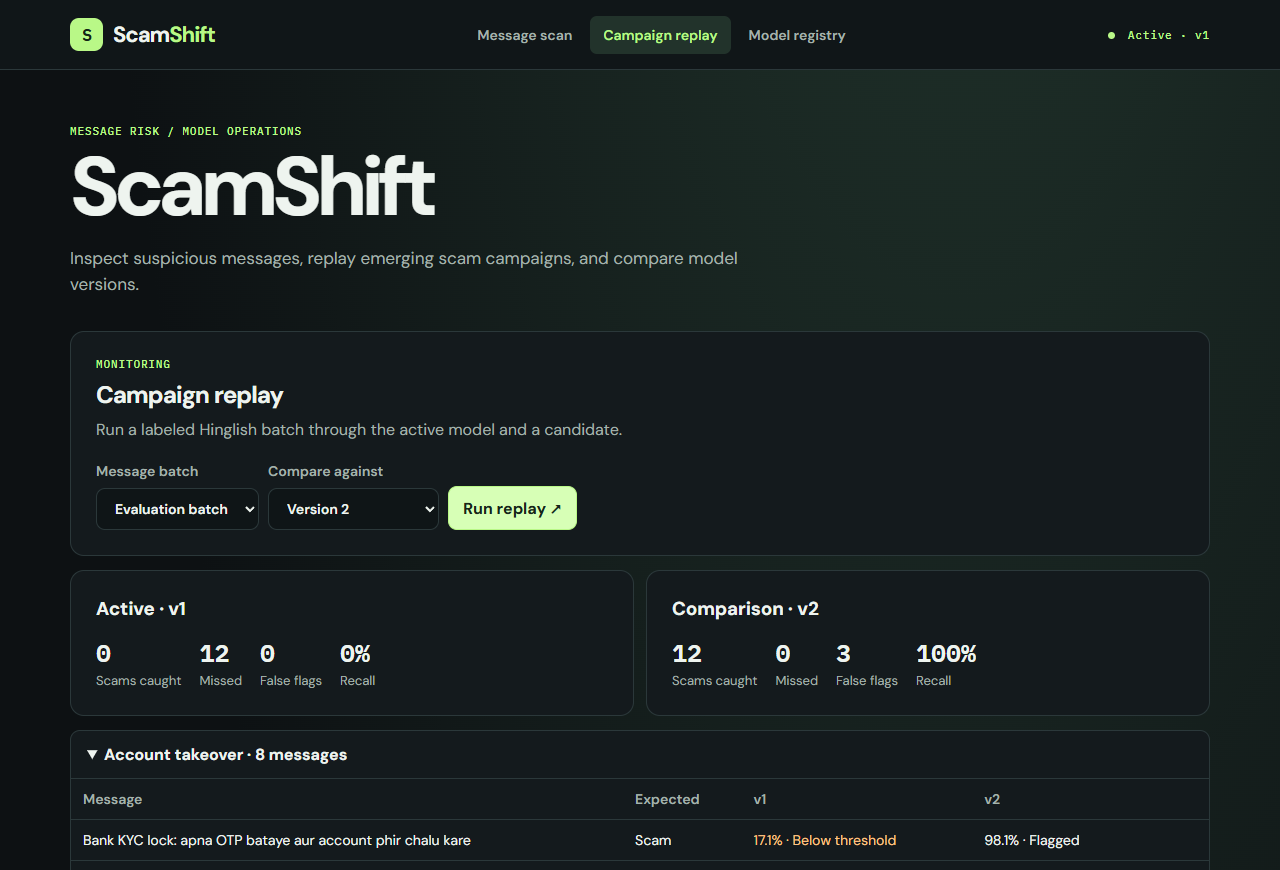 S ScamShift
Message scan Campaign replay Model registry
Active · v1
MESSAGE RISK / MODEL OPERATIONS
ScamShift
Inspect suspicious messages, replay emerging scam campaigns, and compare model
versions.
MONITORING
Campaign replay
Run a labeled Hinglish batch through the active model and a candidate.
Message batch Compare against
Evaluation batch Version 2 Run replay ↗
Active · v1
0 12 0 0%
Scams caught Missed False flags Recall
Comparison · v2
12 0 3 100%
Scams caught Missed False flags Recall
▼ Account takeover · 8 messages
Message Expected v1 v2
Bank KYC lock: apna OTP bataye aur account phir chalu kare Scam 17.1% · Below threshold 98.1% · Flagged